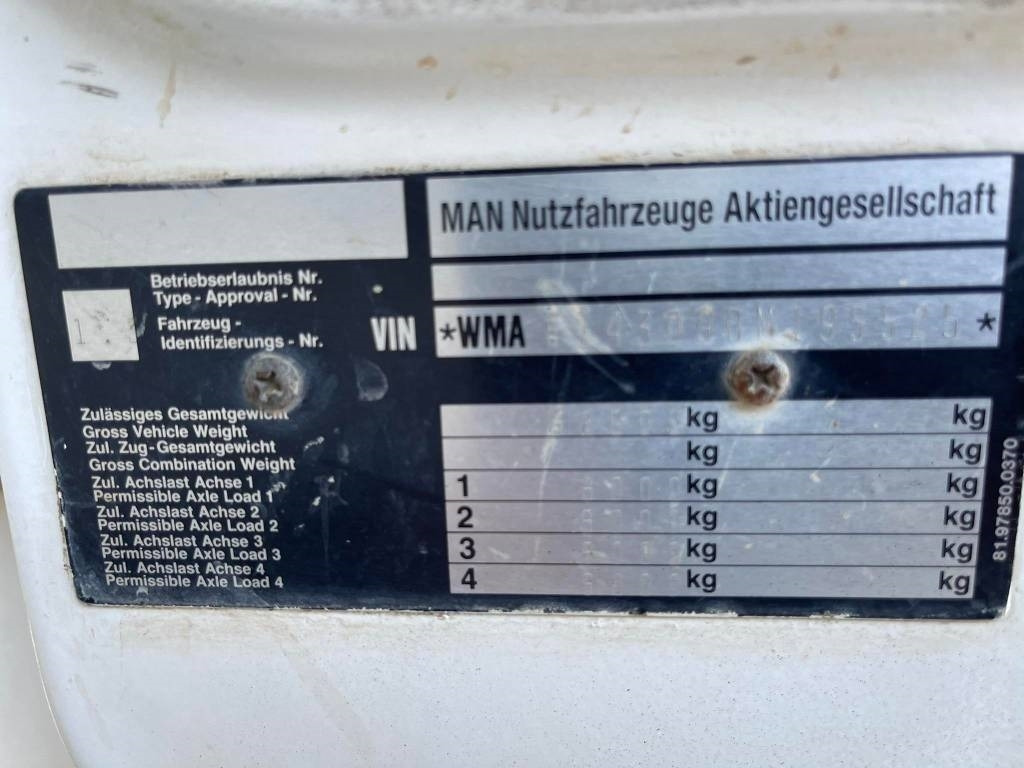 MAN Nutzfahrzeuge Aktiengesellschaft
Betriebserlaubnis Nr.
Type - Approval - Nr.
Fahrzeug -
Identifizierungs - Nr.
VIN
*WMA
*
Zulässiges Gesamtgewicht
kg kg
Gross Vehicle Weight
Zul. Zug-Gesamtgewicht
kg kg
Gross Combination Weight
Zul. Achslast Achse 1
1 kg kg
Permissible Axle Load 1
Zul. Achslast Achse 2
2 kg kg
Permissible Axle Load 2
Zul. Achslast Achse 3
3 kg kg
Permissible Axle Load 3
Zul. Achslast Achse 4
4 kg kg
Permissible Axle Load 4
81.97850.0370